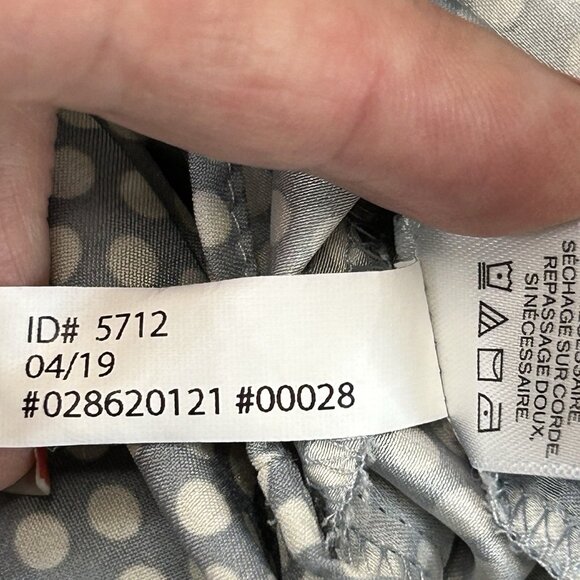 ID# 5712
04/19
#028620121 #00028
SÉCHAGE SUR CORDE
REPASSAGE DOUX,
SI NÉCESSAIRE.